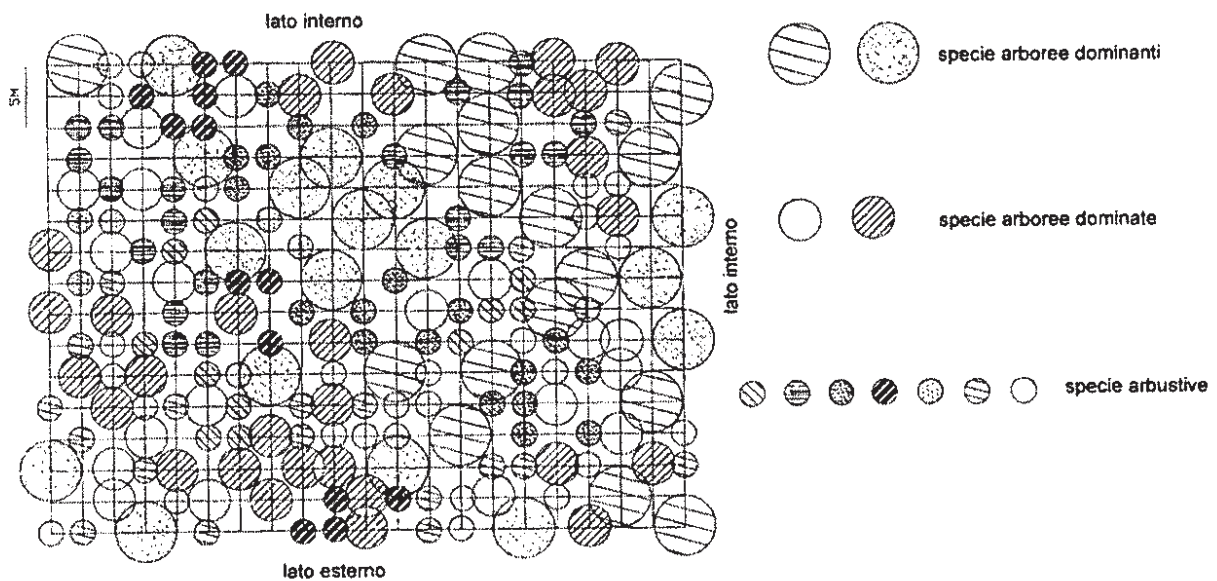 lato interno
5M
specie arboree dominanti
specie arboree dominate
lato interno
specie arbustive
lato esterno